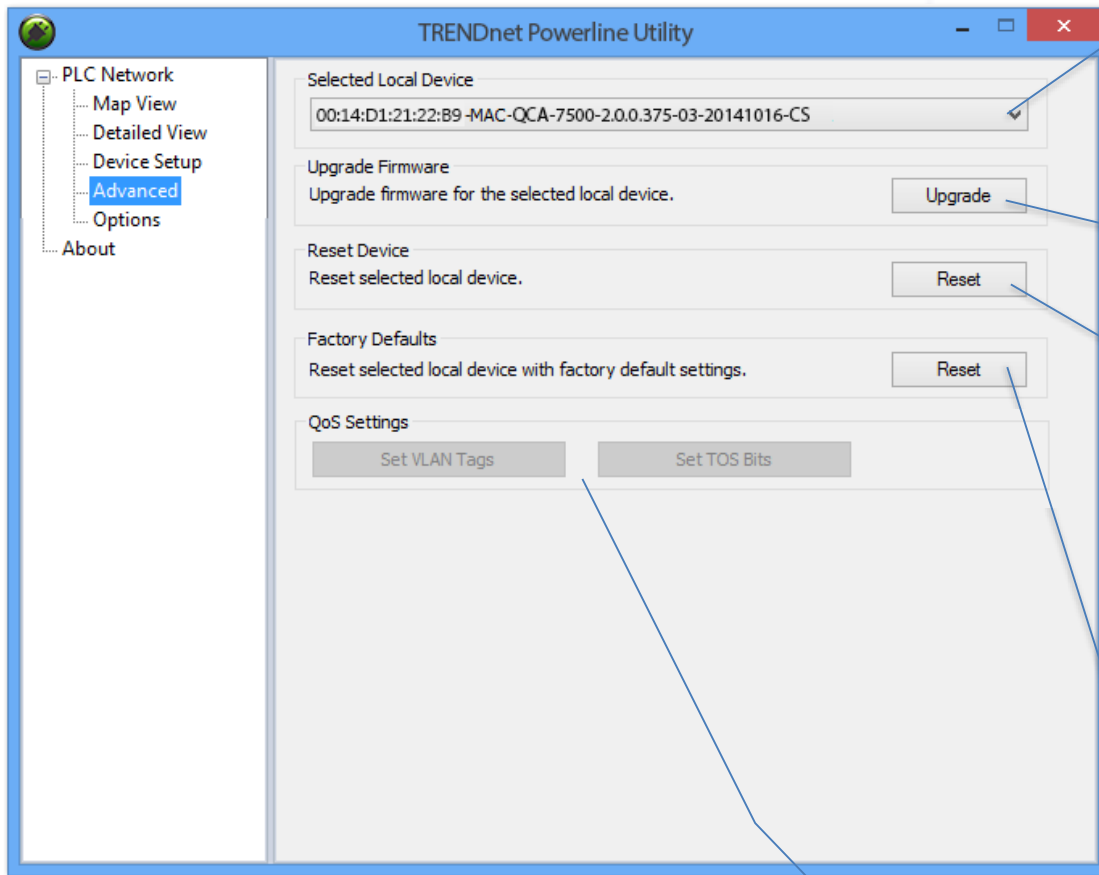 TRENDnet Powerline Utility
PLC Network
Map View
Detailed View
Device Setup
Advanced
Options
About
Selected Local Device
00:14:D1:21:22:B9-MAC-QCA-7500-2.0.0.375-03-20141016-CS
Upgrade Firmware
Upgrade firmware for the selected local device.
Upgrade
Reset Device
Reset selected local device.
Reset
Factory Defaults
Reset selected local device with factory default settings.
Reset
QoS Settings
Set VLAN Tags
Set TOS Bits